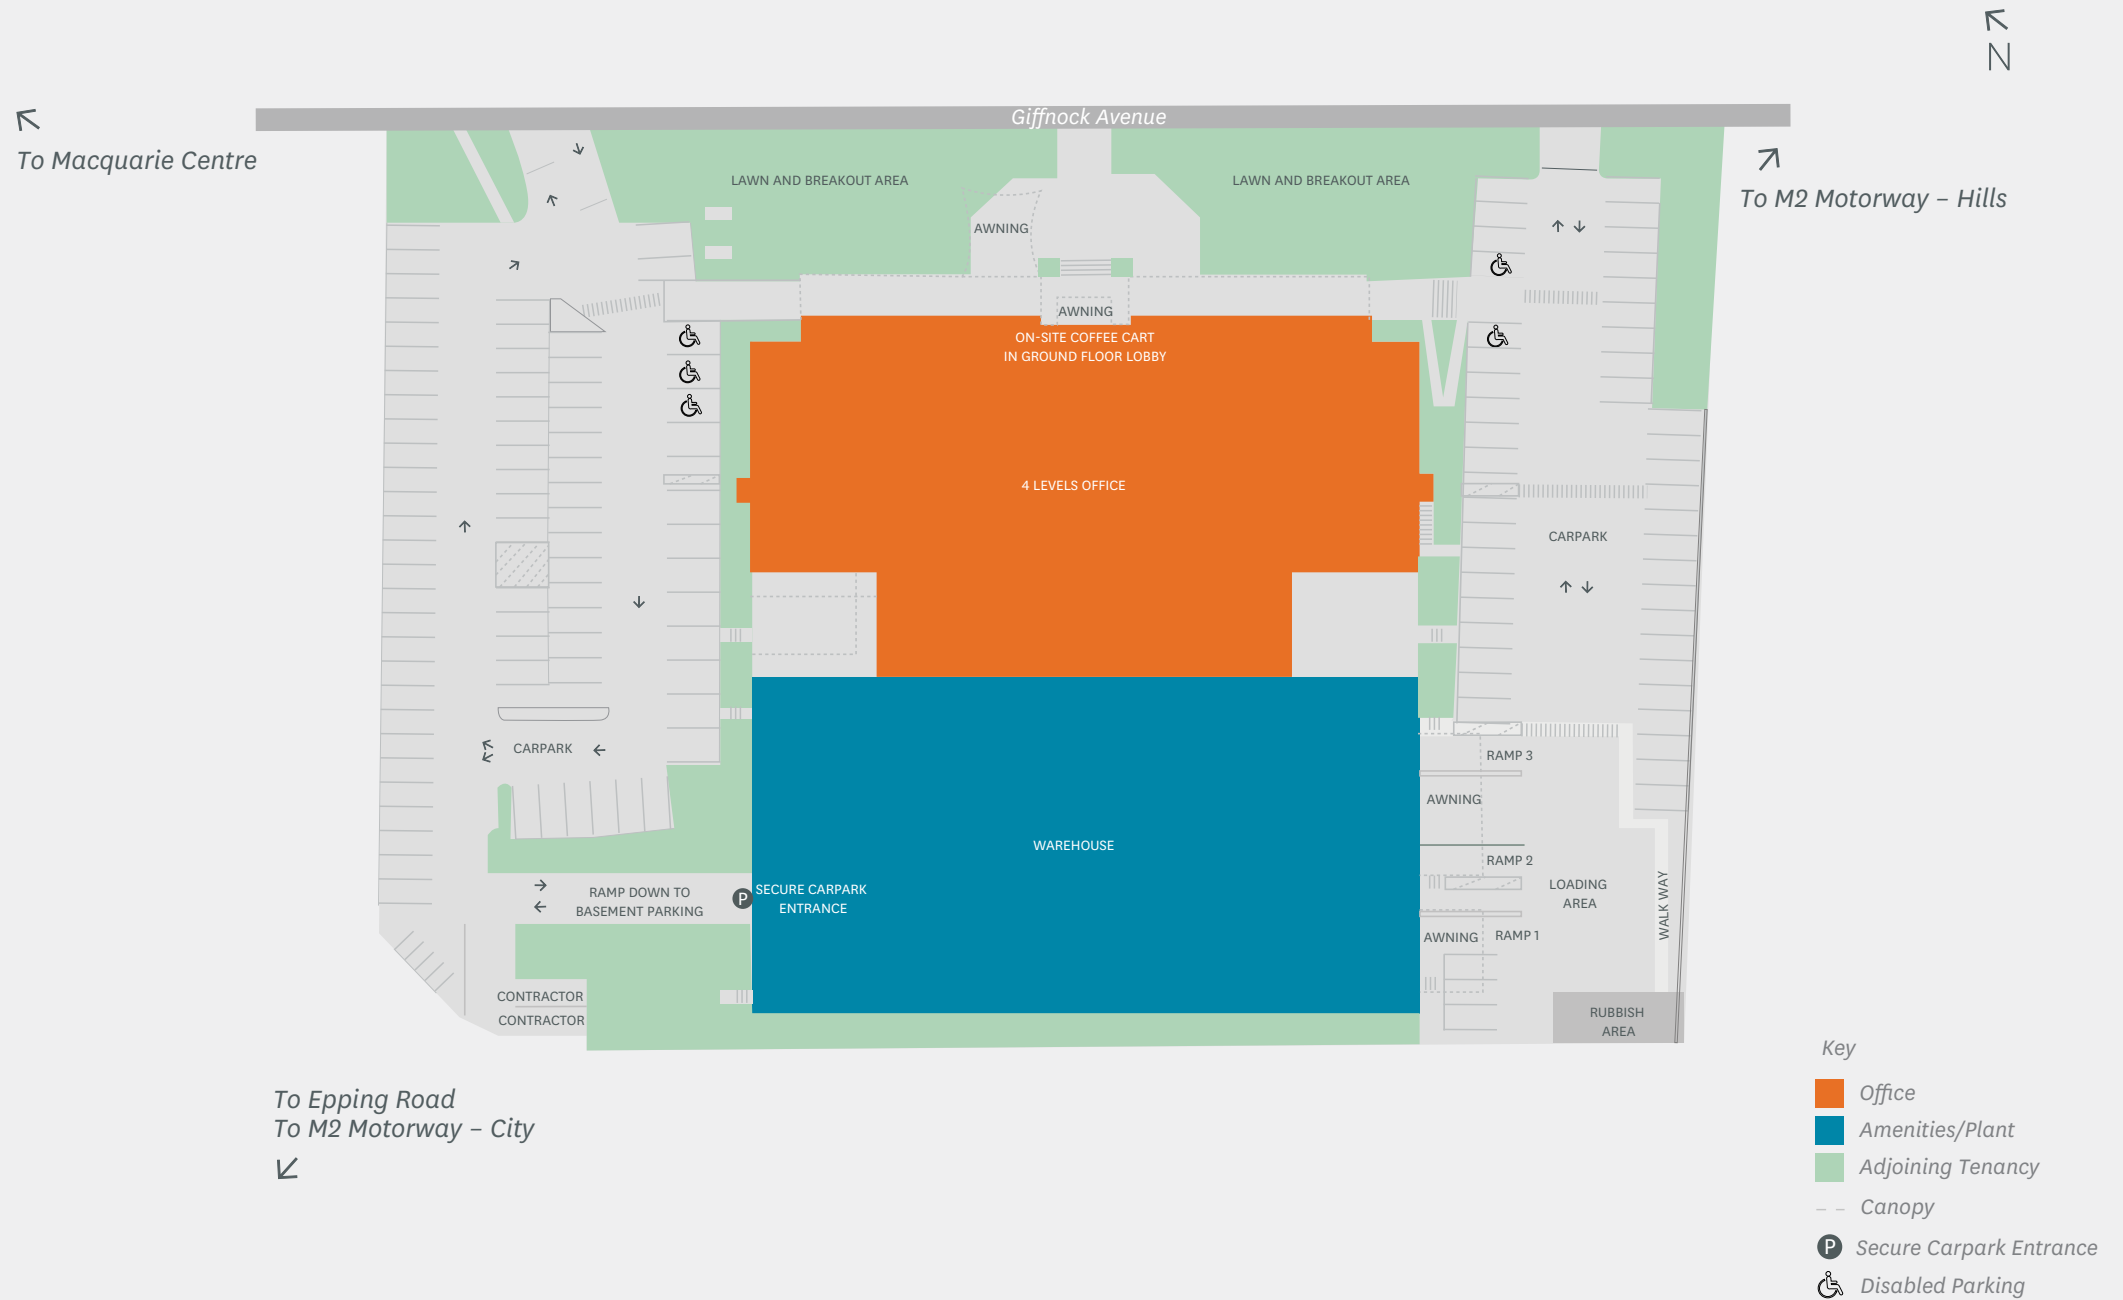 N
Giffnock Avenue
To Macquarie Centre
To M2 Motorway – Hills
LAWN AND BREAKOUT AREA
LAWN AND BREAKOUT AREA
AWNING
AWNING
ON-SITE COFFEE CART
IN GROUND FLOOR LOBBY
4 LEVELS OFFICE
CARPARK
CARPARK
RAMP 3
AWNING
WAREHOUSE
RAMP 2
LOADING
AREA
WALK WAY
RAMP DOWN TO
BASEMENT PARKING
P
SECURE CARPARK
ENTRANCE
AWNING
RAMP 1
CONTRACTOR
CONTRACTOR
RUBBISH
AREA
To Epping Road
To M2 Motorway – City
Key
Office
Amenities/Plant
Adjoining Tenancy
Canopy
P Secure Carpark Entrance
Disabled Parking